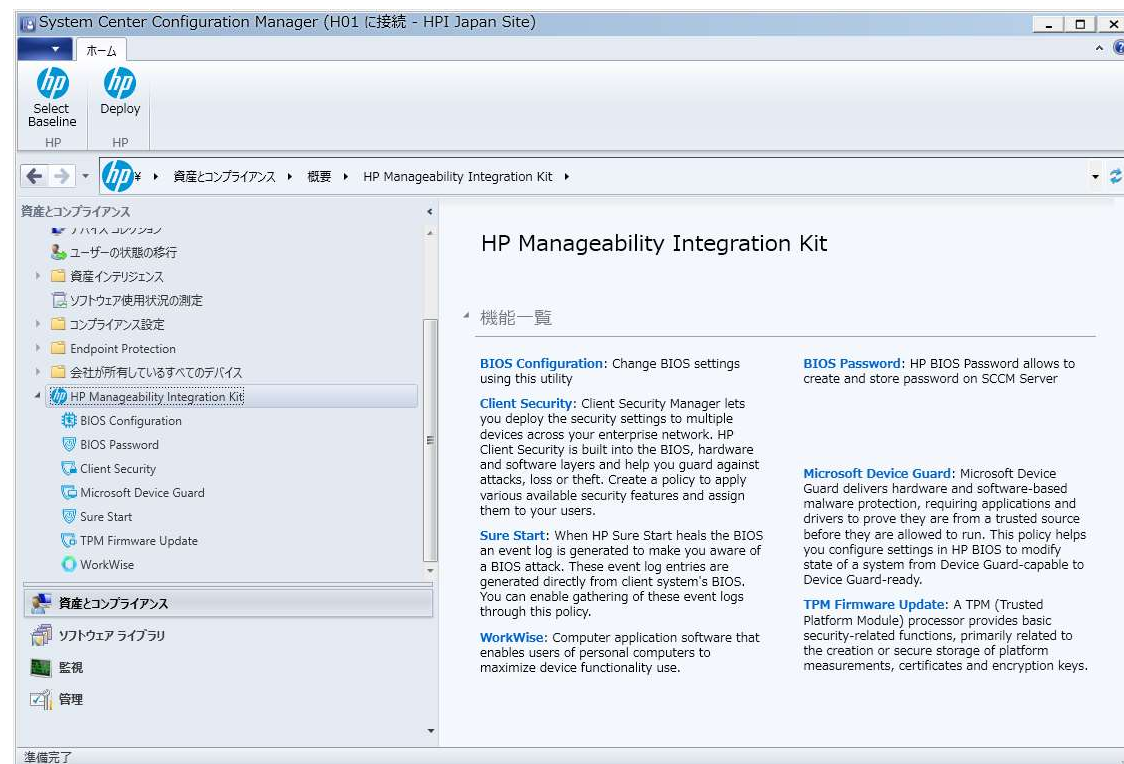 System Center Configuration Manager (H01 に接続 - HPI Japan Site)
ホーム
hp
hp
Select
Baseline
Deploy
HP
HP
hp
¥ ▸ 資産とコンプライアンス ▸ 概要 ▸ HP Manageability Integration Kit ▸
資産とコンプライアンス
デバイス コレクション
ユーザーの状態の移行
資産インテリジェンス
ソフトウェア使用状況の測定
コンプライアンス設定
Endpoint Protection
会社が所有しているすべてのデバイス
HP Manageability Integration Kit
BIOS Configuration
BIOS Password
Client Security
Microsoft Device Guard
Sure Start
TPM Firmware Update
WorkWise
資産とコンプライアンス
ソフトウェア ライブラリ
監視
管理
準備完了
HP Manageability Integration Kit
機能一覧
BIOS Configuration: Change BIOS settings
using this utility
Client Security: Client Security Manager lets
you deploy the security settings to multiple
devices across your enterprise network. HP
Client Security is built into the BIOS, hardware
and software layers and help you guard against
attacks, loss or theft. Create a policy to apply
various available security features and assign
them to your users.
Sure Start: When HP Sure Start heals the BIOS
an event log is generated to make you aware of
a BIOS attack. These event log entries are
generated directly from client system's BIOS.
You can enable gathering of these event logs
through this policy.
WorkWise: Computer application software that
enables users of personal computers to
maximize device functionality use.
BIOS Password: HP BIOS Password allows to
create and store password on SCCM Server
Microsoft Device Guard: Microsoft Device
Guard delivers hardware and software-based
malware protection, requiring applications and
drivers to prove they are from a trusted source
before they are allowed to run. This policy helps
you configure settings in HP BIOS to modify
state of a system from Device Guard-capable to
Device Guard-ready.
TPM Firmware Update: A TPM (Trusted
Platform Module) processor provides basic
security-related functions, primarily related to
the creation or secure storage of platform
measurements, certificates and encryption keys.